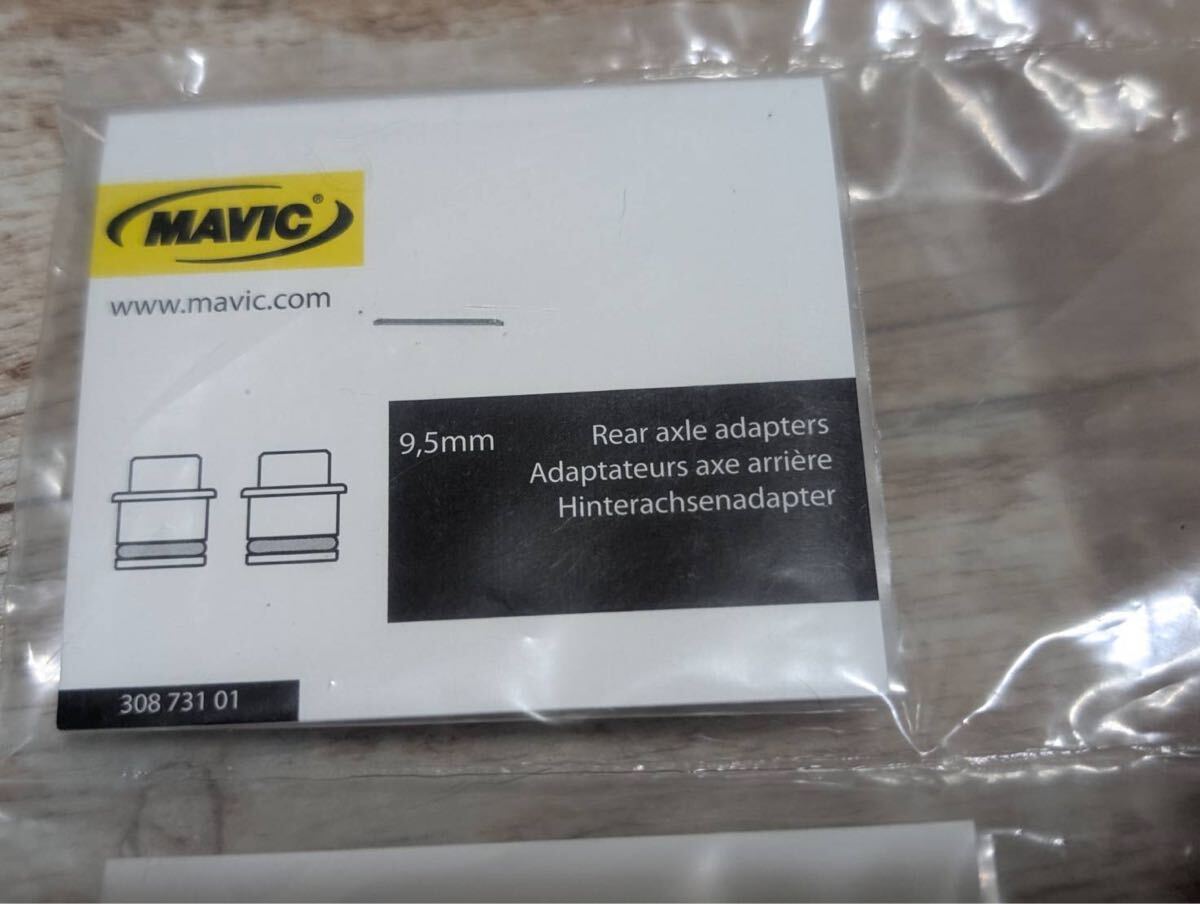 MAVIC®
www.mavic.com
9,5mm
Rear axle adapters
Adaptateurs axe arrière
Hinterachsenadapter
308 731 01